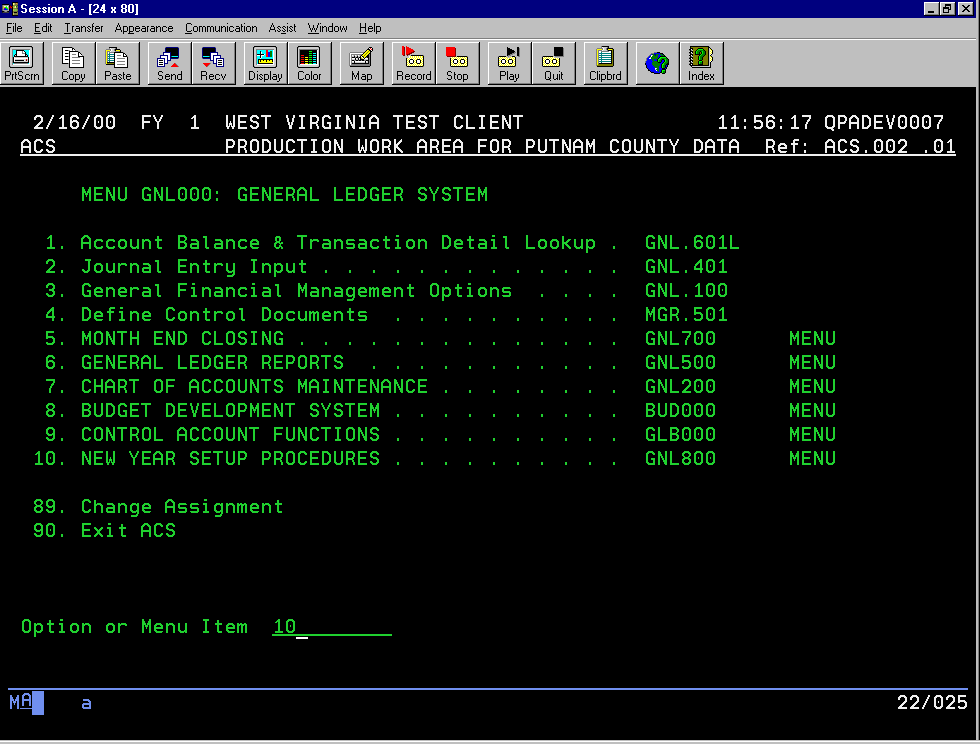 Session A - [24 x 80]
File Edit Transfer Appearance Communication Assist Window Help
PrtScrn Copy Paste Send Recv Display Color Map Record Stop Play Quit Clipbrd Index
2/16/00 FY 1 WEST VIRGINIA TEST CLIENT 11:56:17 QPADEV0007
ACS PRODUCTION WORK AREA FOR PUTNAM COUNTY DATA Ref: ACS.002 .01
MENU GNL000: GENERAL LEDGER SYSTEM
1. Account Balance & Transaction Detail Lookup . GNL.601L
2. Journal Entry Input . . . . . . . . . . . . . GNL.401
3. General Financial Management Options . . . . GNL.100
4. Define Control Documents . . . . . . . . . . MGR.501
5. MONTH END CLOSING . . . . . . . . . . . . . . GNL700 MENU
6. GENERAL LEDGER REPORTS . . . . . . . . . . . GNL500 MENU
7. CHART OF ACCOUNTS MAINTENANCE . . . . . . . . GNL200 MENU
8. BUDGET DEVELOPMENT SYSTEM . . . . . . . . . . BUD000 MENU
9. CONTROL ACCOUNT FUNCTIONS . . . . . . . . . . GLB000 MENU
10. NEW YEAR SETUP PROCEDURES . . . . . . . . . . GNL800 MENU
89. Change Assignment
90. Exit ACS
Option or Menu Item 10
MA a 22/025